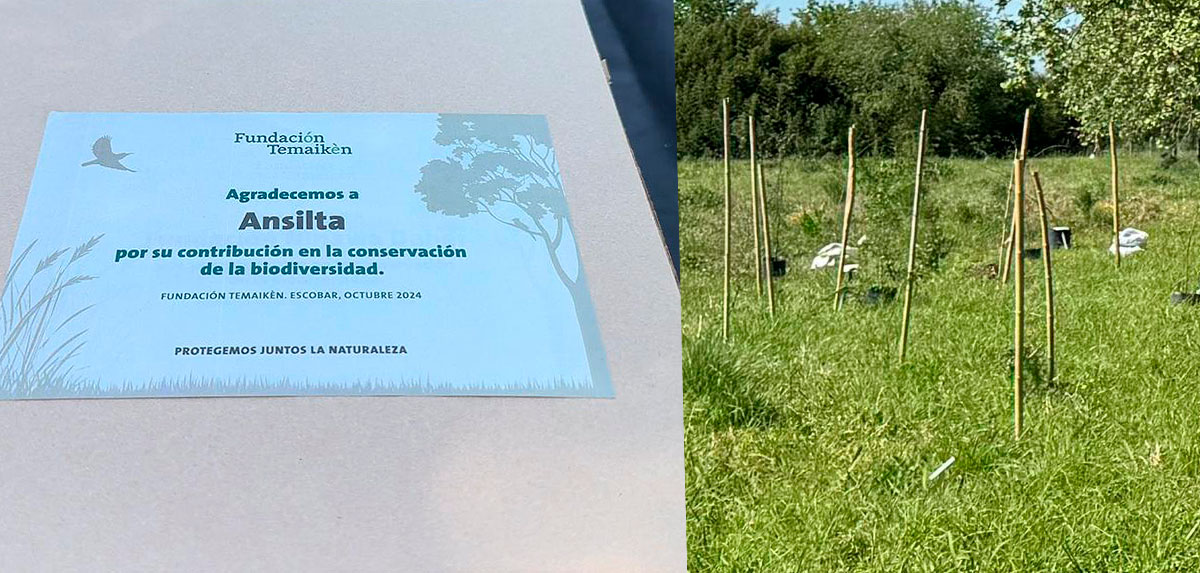 Fundación
Temaikèn
Agradecemos a
Ansilta
por su contribución en la conservación
de la biodiversidad.
FUNDACIÓN TEMAIKÈN. ESCOBAR, OCTUBRE 2024
PROTEGEMOS JUNTOS LA NATURALEZA